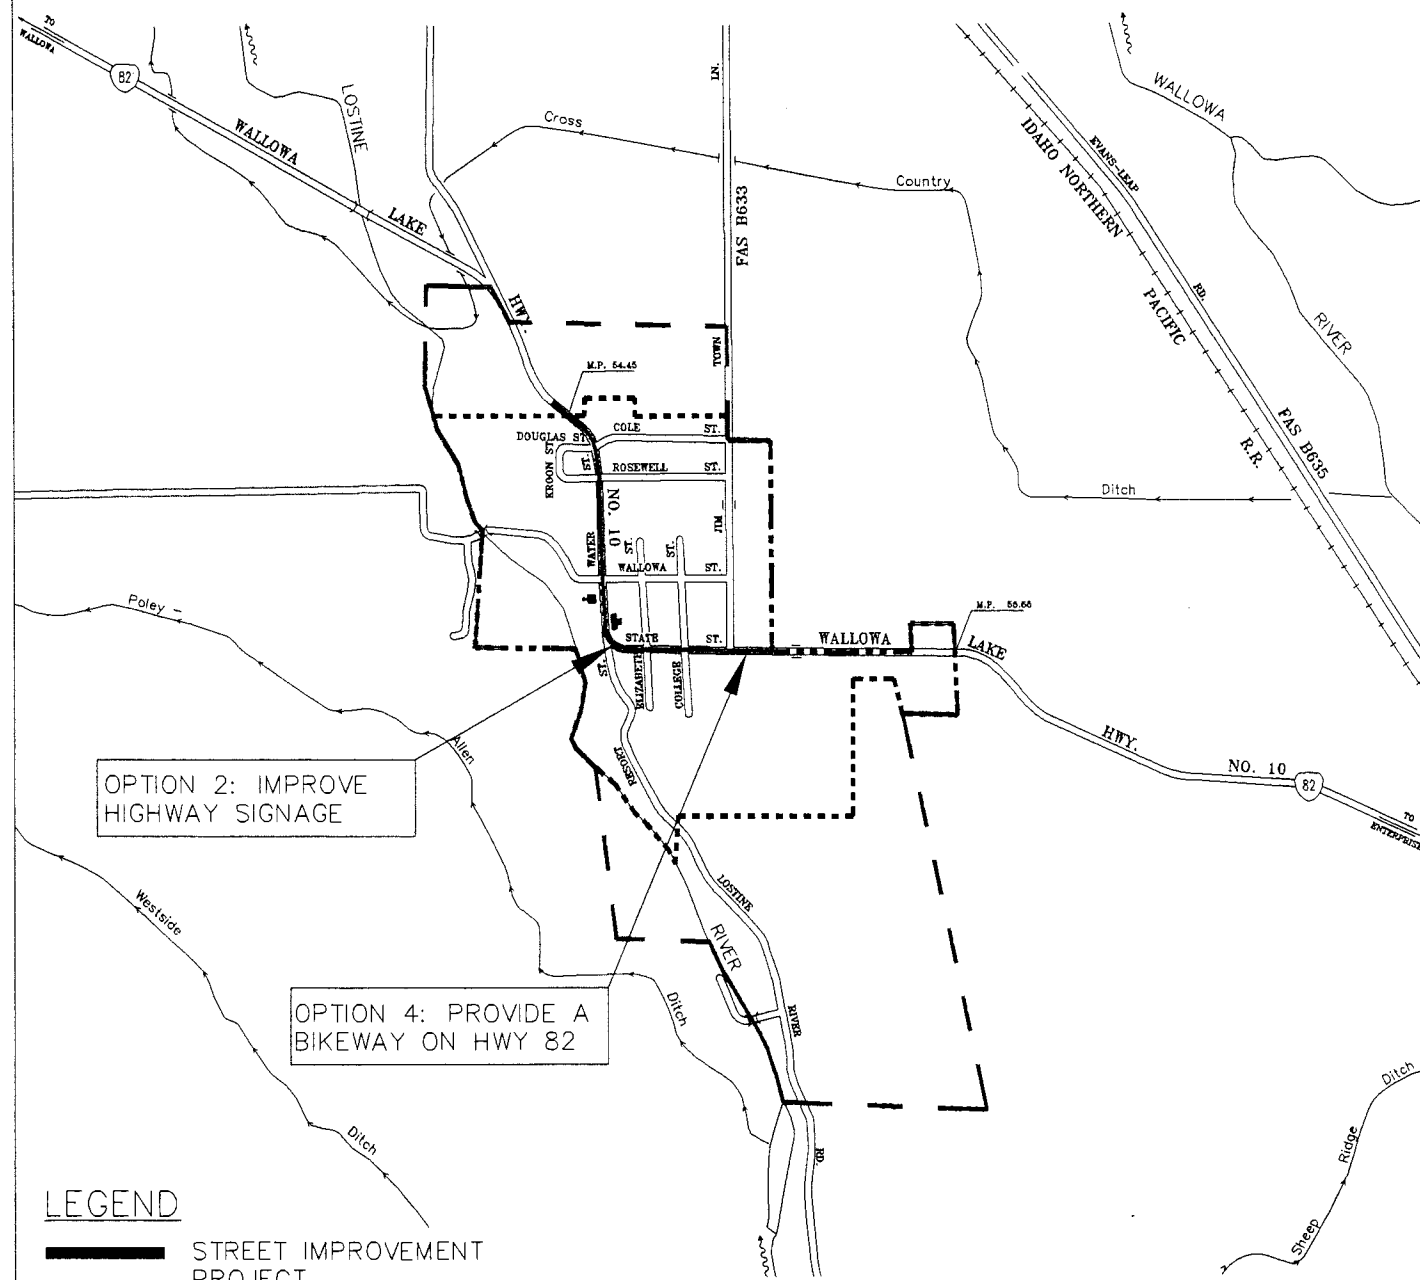 TO
WALLOWA
82
WALLOWA
LAKE
HWY.
LOSTINE
Cross
Country
Ditch
LN.
FAS B633
TOWN
JIM
IDAHO NORTHERN
PACIFIC
R.R.
EVANS-LEAP
RD.
FAS B635
WALLOWA
RIVER
M.P. 54.45
DOUGLAS ST.
COLE ST.
KROON ST.
ST.
ROSEWELL ST.
NO. 10
WATER
ST.
ST.
WALLOWA ST.
STATE ST.
ST.
ELIZABETH
COLLEGE
WALLOWA
LAKE
M.P.
HWY.
NO. 10
82
TO
ENTERPRISE
Poley -
Allen
Ditch
RESORT
LOSTINE
RIVER
RIVER
RD.
OPTION 2: IMPROVE
HIGHWAY SIGNAGE
OPTION 4: PROVIDE A
BIKEWAY ON HWY 82
Westside
Ditch
Sheep
Ridge
Ditch
LEGEND
STREET IMPROVEMENT
PROJECT